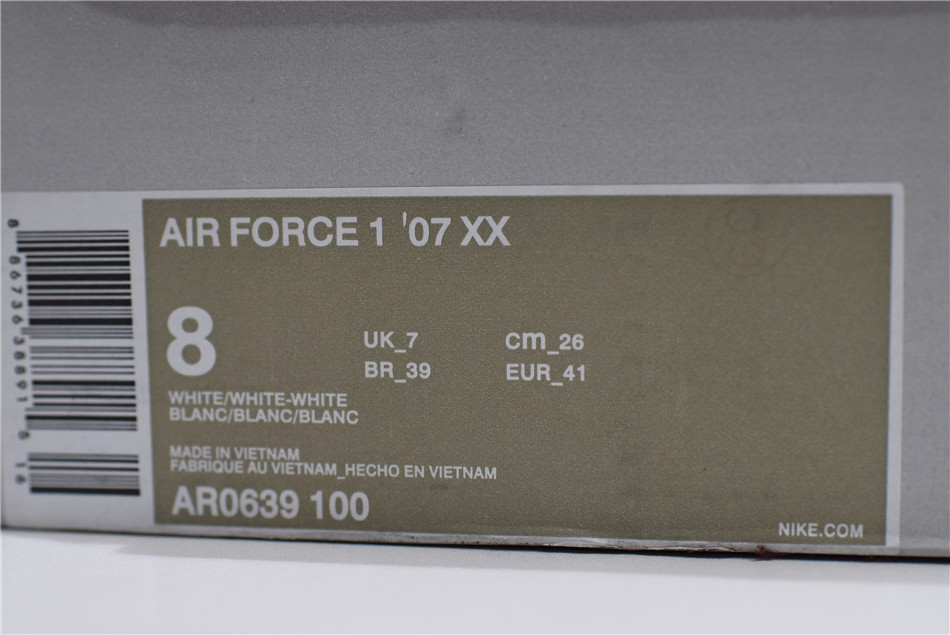 AIR FORCE 1 '07 XX
8
UK_7
cm_26
BR_39
EUR_41
WHITE/WHITE-WHITE
BLANC/BLANC/BLANC
MADE IN VIETNAM
FABRIQUE AU VIETNAM_HECHO EN VIETNAM
AR0639 100
NIKE.COM